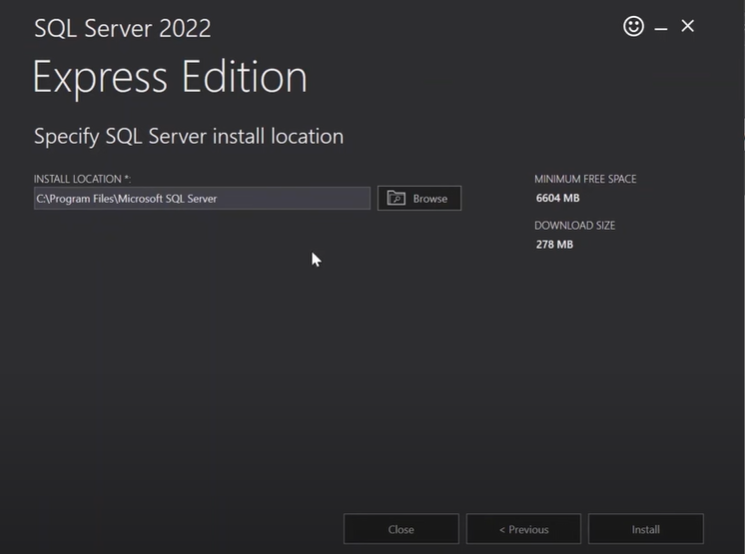 SQL Server 2022
Express Edition
Specify SQL Server install location
INSTALL LOCATION *:
C:\Program Files\Microsoft SQL Server
Browse
MINIMUM FREE SPACE
6604 MB
DOWNLOAD SIZE
278 MB
Close
< Previous
Install